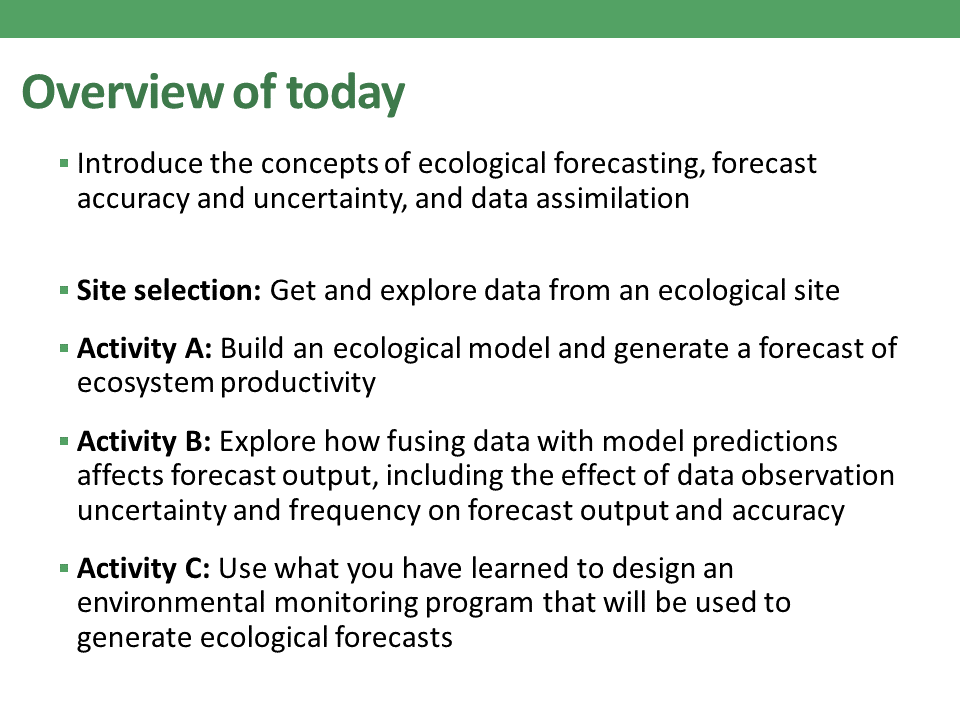 Overview of today
▪ Introduce the concepts of ecological forecasting, forecast
accuracy and uncertainty, and data assimilation
▪ Site selection: Get and explore data from an ecological site
▪ Activity A: Build an ecological model and generate a forecast of
ecosystem productivity
▪ Activity B: Explore how fusing data with model predictions
affects forecast output, including the effect of data observation
uncertainty and frequency on forecast output and accuracy
▪ Activity C: Use what you have learned to design an
environmental monitoring program that will be used to
generate ecological forecasts